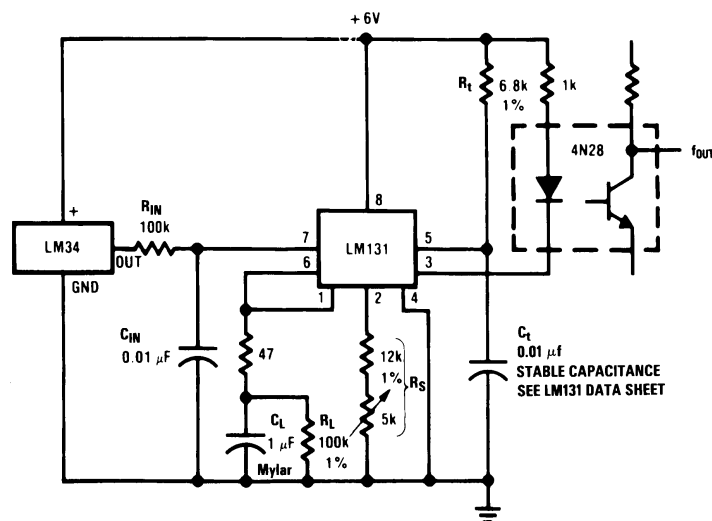 + 6V
Rt
6.8k
1%
1k
4N28
fOUT
+
LM34
OUT
GND
RIN
100k
8
7
LM131
5
6
3
1
2
4
CIN
0.01 μF
47
CL
1 μF
Mylar
RL
100k
1%
12k
1%
5k
RS
Ct
0.01 μf
STABLE CAPACITANCE
SEE LM131 DATA SHEET